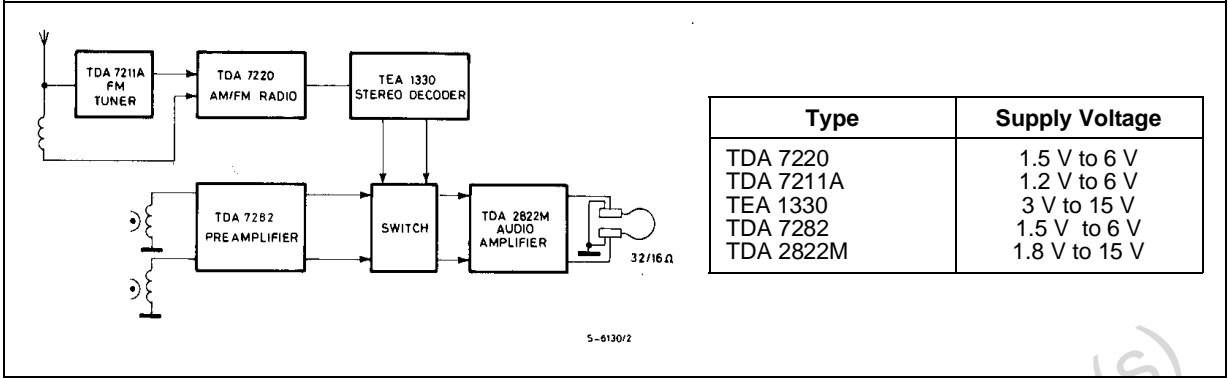 TDA 7211A
FM
TUNER
TDA 7220
AM/FM RADIO
TEA 1330
STEREO DECODER
TDA 7282
PREAMPLIFIER
SWITCH
TDA 2822M
AUDIO
AMPLIFIER
32/16Ω
S-6130/2
Type Supply Voltage
TDA 7220 1.5 V to 6 V
TDA 7211A 1.2 V to 6 V
TEA 1330 3 V to 15 V
TDA 7282 1.5 V to 6 V
TDA 2822M 1.8 V to 15 V
(s)